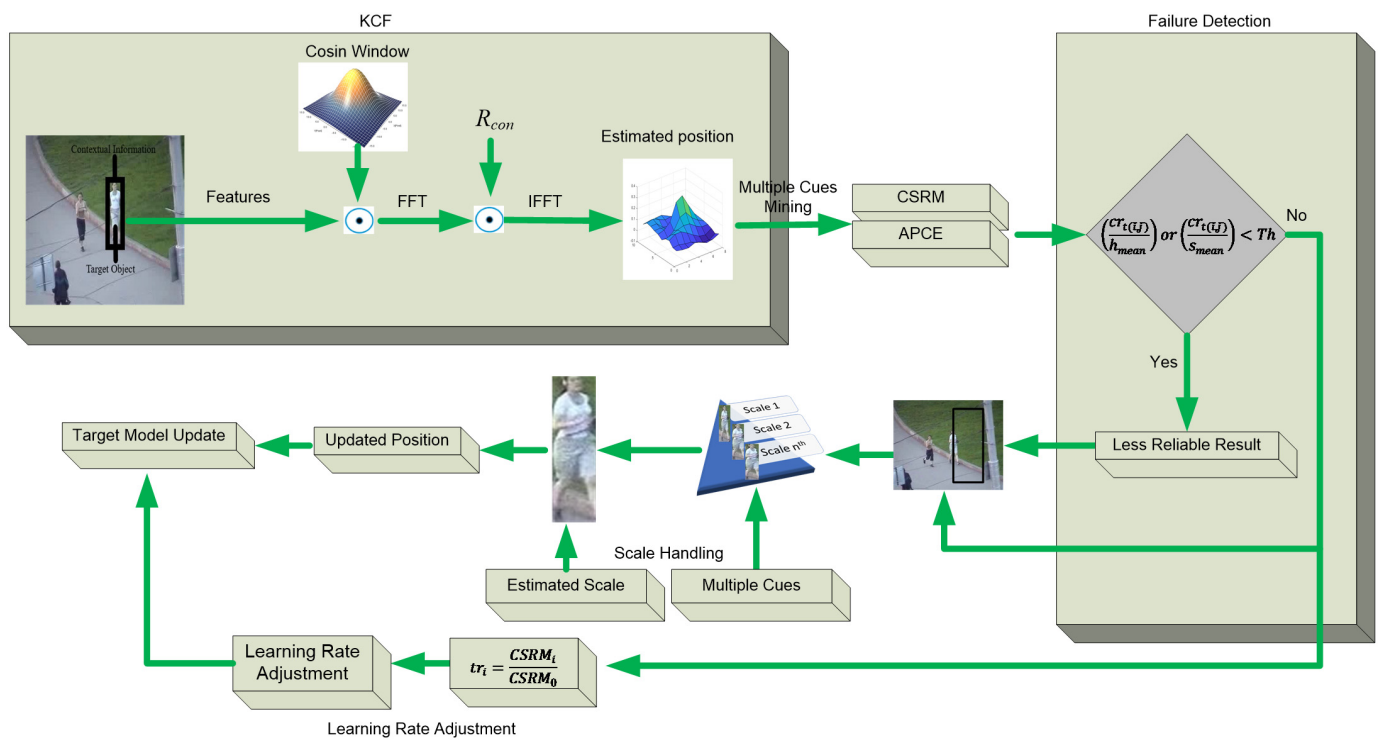 KCF
Failure Detection
Cosin Window
R_con
Estimated position
Contextual Information
Target Object
Features
FFT
IFFT
Multiple Cues
Mining
CSRM
APCE
(cr_t(i,j)/h_mean) or (cr_t(i,j)/s_mean) < Th
No
Yes
Less Reliable Result
Scale 1
Scale 2
Scale n^th
Updated Position
Target Model Update
Scale Handling
Estimated Scale
Multiple Cues
Learning Rate
Adjustment
tr_i = CSRM_i/CSRM_0
Learning Rate Adjustment